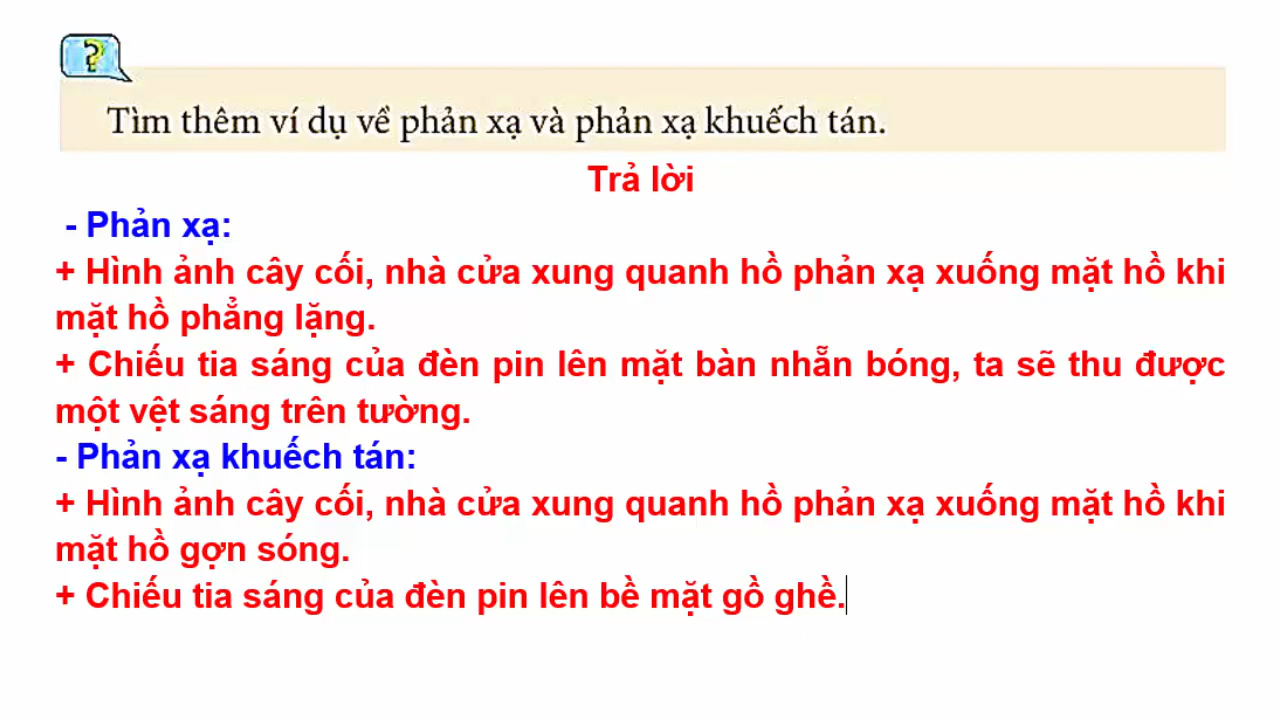 ?
Tìm thêm ví dụ về phản xạ và phản xạ khuếch tán.
Trả lời
- Phản xạ:
+ Hình ảnh cây cối, nhà cửa xung quanh hồ phản xạ xuống mặt hồ khi
mặt hồ phẳng lặng.
+ Chiếu tia sáng của đèn pin lên mặt bàn nhẵn bóng, ta sẽ thu được
một vệt sáng trên tường.
- Phản xạ khuếch tán:
+ Hình ảnh cây cối, nhà cửa xung quanh hồ phản xạ xuống mặt hồ khi
mặt hồ gợn sóng.
+ Chiếu tia sáng của đèn pin lên bề mặt gồ ghề.